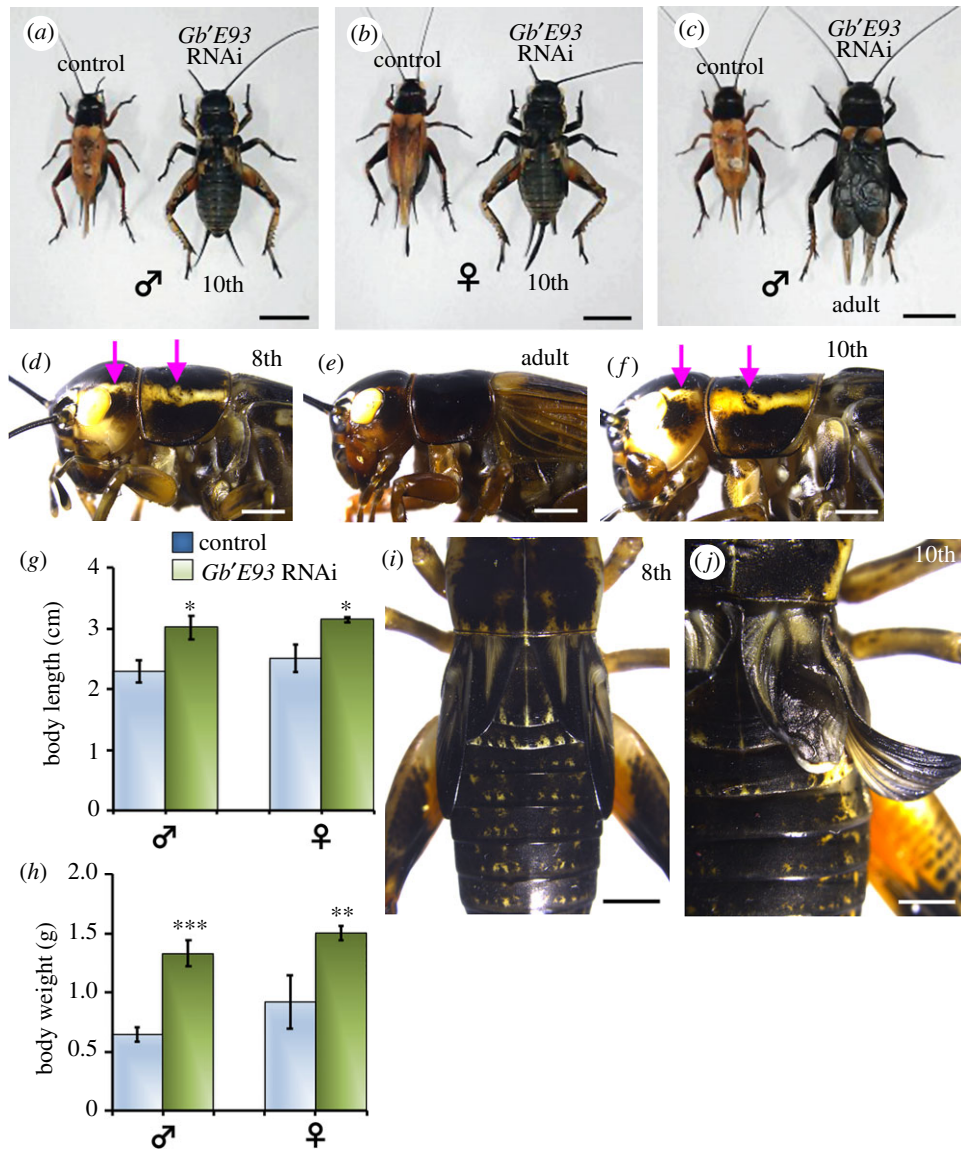 (a)
control
Gb′E93
RNAi
♂
10th
(b)
control
Gb′E93
RNAi
♀
10th
(c)
control
Gb′E93
RNAi
♂
adult
(d)
8th
(e)
adult
(f)
10th
(g)
control
Gb′E93 RNAi
body length (cm)
4
3
2
1
0
*
*
♂
♀
(h)
body weight (g)
2.0
1.5
1.0
0.5
0
***
**
♂
♀
(i)
8th
(j)
10th